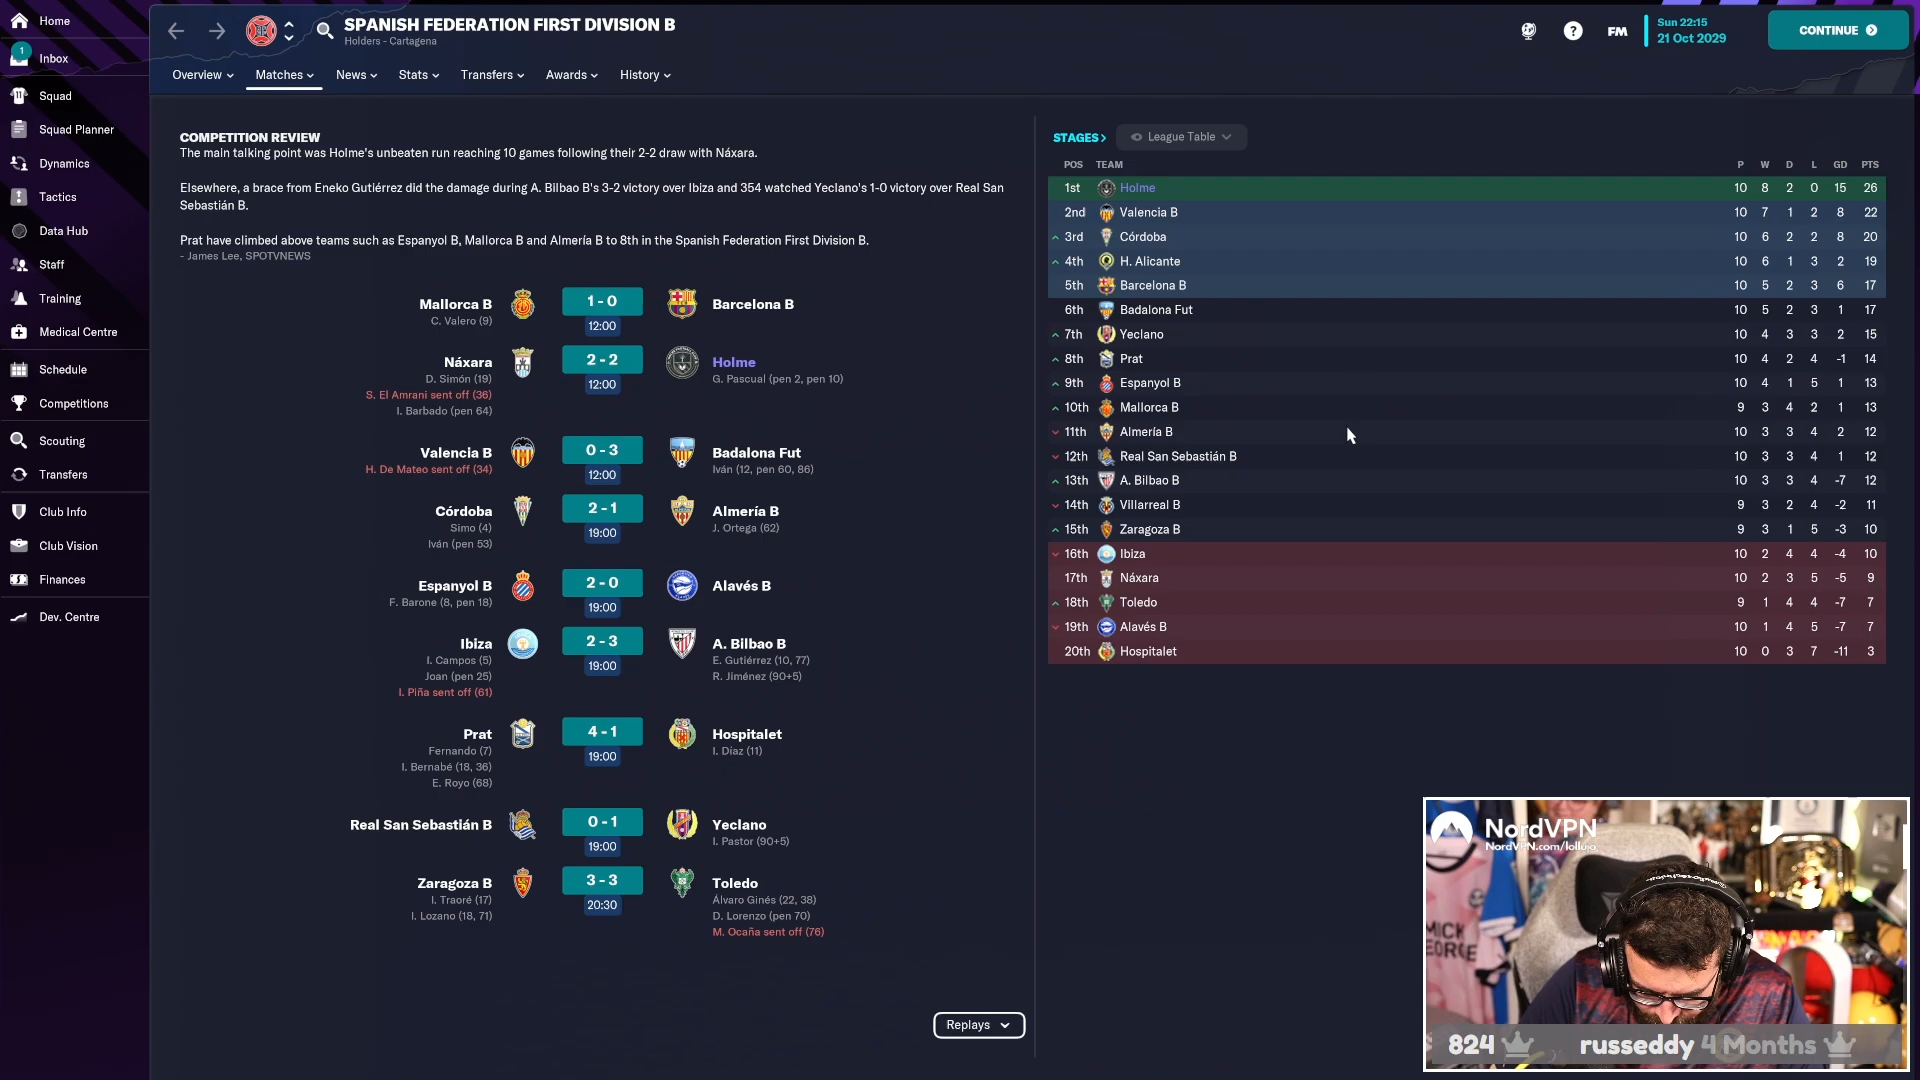 Home
1
Inbox
Squad
Squad Planner
Dynamics
Tactics
Data Hub
Staff
Training
Medical Centre
Schedule
Competitions
Scouting
Transfers
Club Info
Club Vision
Finances
Dev. Centre
SPANISH FEDERATION FIRST DIVISION B
Holders - Cartagena
? FM Sun 22:15
21 Oct 2029
CONTINUE
Overview Matches News Stats Transfers Awards History
COMPETITION REVIEW
The main talking point was Holme's unbeaten run reaching 10 games following their 2-2 draw with Náxara.
Elsewhere, a brace from Eneko Gutiérrez did the damage during A. Bilbao B's 3-2 victory over Ibiza and 354 watched Yeclano's 1-0 victory over Real San
Sebastián B.
Prat have climbed above teams such as Espanyol B, Mallorca B and Almería B to 8th in the Spanish Federation First Division B.
- James Lee, SPOTVNEWS
Mallorca B 1 - 0 Barcelona B
C. Valero (9) 12:00
Náxara 2 - 2 Holme
D. Simón (19) 12:00 G. Pascual (pen 2, pen 10)
S. El Amrani sent off (36)
I. Barbado (pen 64)
Valencia B 0 - 3 Badalona Fut
H. De Mateo sent off (34) 12:00 Iván (12, pen 60, 86)
Córdoba 2 - 1 Almería B
Simo (4) 19:00 J. Ortega (62)
Iván (pen 53)
Espanyol B 2 - 0 Alavés B
F. Barone (8, pen 18) 19:00
Ibiza 2 - 3 A. Bilbao B
I. Campos (5) 19:00 E. Gutiérrez (10, 77)
Joan (pen 25) R. Jiménez (90+5)
I. Piña sent off (61)
Prat 4 - 1 Hospitalet
Fernando (7) 19:00 I. Díaz (11)
I. Bernabé (18, 36)
E. Royo (68)
Real San Sebastián B 0 - 1 Yeclano
19:00 I. Pastor (90+5)
Zaragoza B 3 - 3 Toledo
I. Traoré (17) 20:30 Álvaro Ginés (22, 38)
I. Lozano (18, 71) D. Lorenzo (pen 70)
M. Ocaña sent off (76)
Replays
STAGES> League Table
POS TEAM P W D L GD PTS
1st Holme 10 8 2 0 15 26
2nd Valencia B 10 7 1 2 8 22
3rd Córdoba 10 6 2 2 8 20
4th H. Alicante 10 6 1 3 2 19
5th Barcelona B 10 5 2 3 6 17
6th Badalona Fut 10 5 2 3 1 17
7th Yeclano 10 4 3 3 2 15
8th Prat 10 4 2 4 -1 14
9th Espanyol B 10 4 1 5 1 13
10th Mallorca B 9 3 4 2 1 13
11th Almería B 10 3 3 4 2 12
12th Real San Sebastián B 10 3 3 4 1 12
13th A. Bilbao B 10 3 3 4 -7 12
14th Villarreal B 9 3 2 4 -2 11
15th Zaragoza B 9 3 1 5 -3 10
16th Ibiza 10 2 4 4 -4 10
17th Náxara 10 2 3 5 -5 9
18th Toledo 9 1 4 4 -7 7
19th Alavés B 10 1 4 5 -7 7
20th Hospitalet 10 0 3 7 -11 3
NordVPN
NordVPN.com/lollujo
MICK
GEORGE
824 russeddy 4 Months